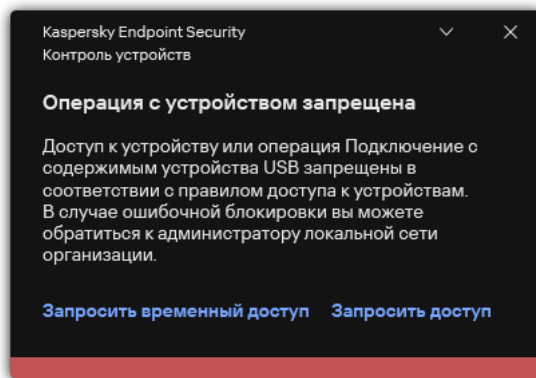 Kaspersky Endpoint Security
Контроль устройств
Операция с устройством запрещена
Доступ к устройству или операция Подключение с
содержимым устройства USB запрещены в
соответствии с правилом доступа к устройствам.
В случае ошибочной блокировки вы можете
обратиться к администратору локальной сети
организации.
Запросить временный доступ Запросить доступ